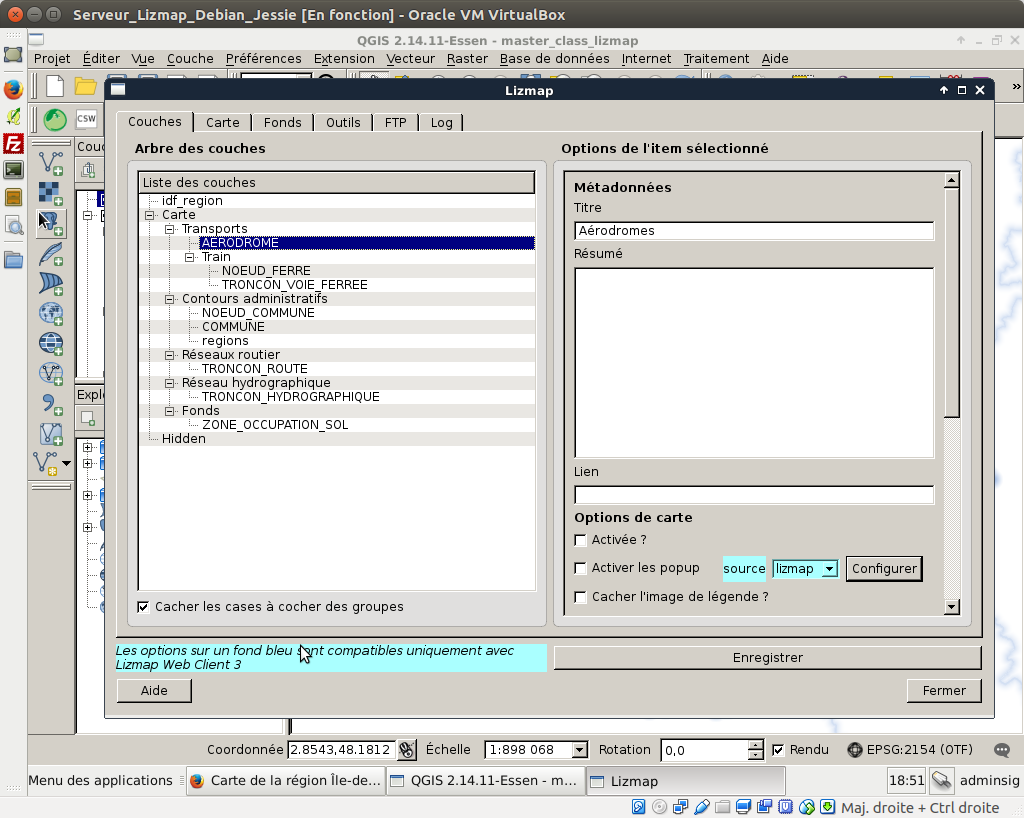 Serveur_Lizmap_Debian_Jessie [En fonction] - Oracle VM VirtualBox
QGIS 2.14.11-Essen - master_class_lizmap
Projet Éditer Vue Couche Préférences Extension Vecteur Raster Base de données Internet Traitement Aide
»
Lizmap
CSW
Couches Carte Fonds Outils FTP Log
Couc
Arbre des couches
Options de l'item sélectionné
Liste des couches
Métadonnées
idf_region
Titre
Carte
Transports
Aérodromes
AERODROME
Résumé
Train
NOEUD_FERRE
TRONCON_VOIE_FERREE
Contours administratifs
NOEUD_COMMUNE
COMMUNE
regions
Réseaux routier
TRONCON_ROUTE
Réseau hydrographique
Explo
TRONCON_HYDROGRAPHIQUE
Fonds
ZONE_OCCUPATION_SOL
Hidden
Lien
Options de carte
Activée ?
Activer les popup source lizmap Configurer
Cacher l'image de légende ?
Cacher les cases à cocher des groupes
Les options sur un fond bleu sont compatibles uniquement avec
Lizmap Web Client 3
Enregistrer
Aide Fermer
Coordonnée 2.8543,48.1812 Échelle 1:898 068 Rotation 0,0 Rendu EPSG:2154 (OTF)
Menu des applications Carte de la région Île-de... QGIS 2.14.11-Essen - m... Lizmap 18:51 adminsig
Maj. droite + Ctrl droite